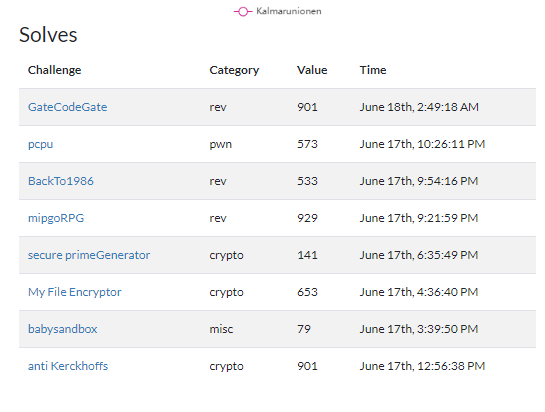 Kalmarunionen
Solves
Challenge Category Value Time
GateCodeGate rev 901 June 18th, 2:49:18 AM
pcpu pwn 573 June 17th, 10:26:11 PM
BackTo1986 rev 533 June 17th, 9:54:16 PM
mipgoRPG rev 929 June 17th, 9:21:59 PM
secure primeGenerator crypto 141 June 17th, 6:35:49 PM
My File Encryptor crypto 653 June 17th, 4:36:40 PM
babysandbox misc 79 June 17th, 3:39:50 PM
anti Kerckhoffs crypto 901 June 17th, 12:56:38 PM